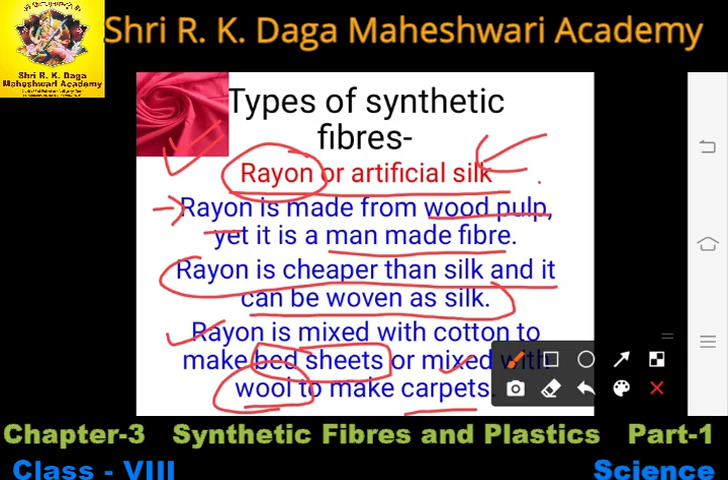 Shri R. K. Daga Maheshwari Academy
Shri R. K. Daga
Maheshwari Academy
Types of synthetic
fibres-
Rayon or artificial silk
Rayon is made from wood pulp,
yet it is a man made fibre.
Rayon is cheaper than silk and it
can be woven as silk.
Rayon is mixed with cotton to
make bed sheets or mixed with
wool to make carpets.
Chapter-3 Synthetic Fibres and Plastics Part-1
Class - VIII Science